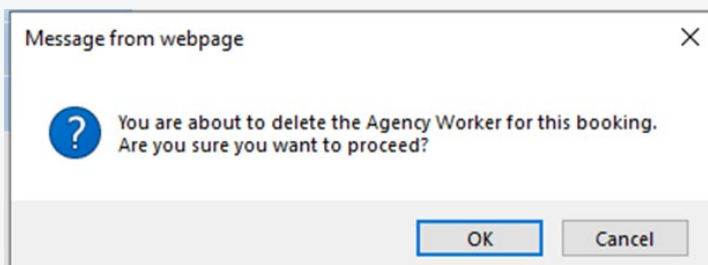 Message from webpage
You are about to delete the Agency Worker for this booking.
Are you sure you want to proceed?
OK
Cancel